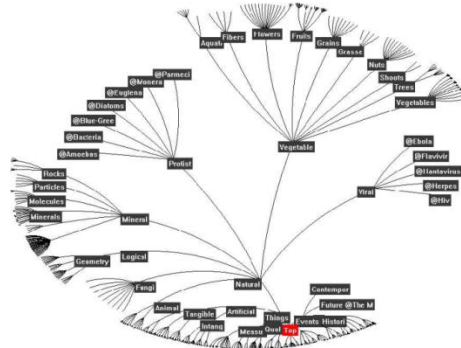 Aquat
Fibers
Flowers
Fruits
Grains
Grasse
Nuts
Shoots
Trees
Vegetables
@Parmeci
@Monera
@Euglena
@Diatoms
@Blue-Gree
@Bacteria
@Amoebas
Protist
Vegetable
@Ebola
@Flavivir
@Hantavirus
@Herpes
@Hiv
Viral
Rocks
Particles
Molecules
Minerals
Mineral
Geometry
Logical
Fungi
Natural
Animal
Tangible
Artificial
Intang
Things
Contempor
Future @The M
Events
Histori
Top